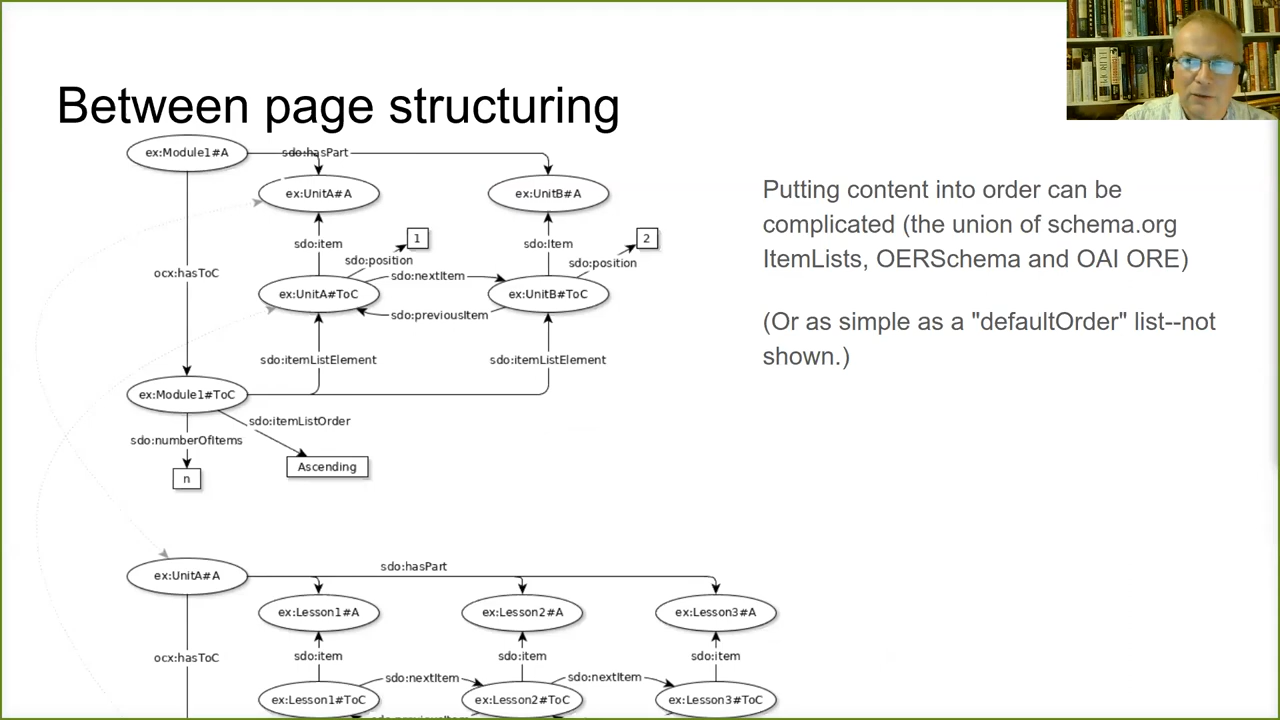 Between page structuring
ex:Module1#A
sdo:hasPart
ex:UnitA#A
ex:UnitB#A
sdo:item
1
sdo:Item
2
sdo:position
sdo:position
ocx:hasToC
sdo:nextItem
ex:UnitA#ToC
ex:UnitB#ToC
sdo:previousItem
sdo:itemListElement
sdo:itemListElement
ex:Module1#ToC
sdo:itemListOrder
sdo:numberOfItems
Ascending
n
Putting content into order can be
complicated (the union of schema.org
ItemLists, OERSchema and OAI ORE)
(Or as simple as a "defaultOrder" list--not
shown.)
ex:UnitA#A
sdo:hasPart
ex:Lesson1#A
ex:Lesson2#A
ex:Lesson3#A
ocx:hasToC
sdo:item
sdo:item
sdo:item
sdo:nextItem
sdo:nextItem
ex:Lesson1#ToC
ex:Lesson2#ToC
ex:Lesson3#ToC